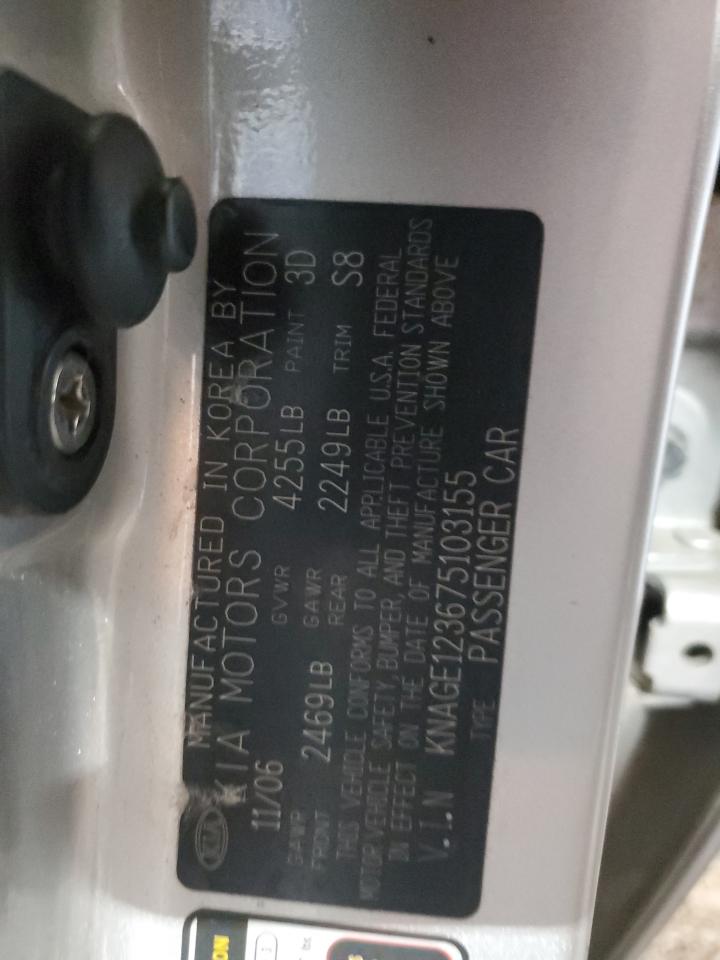 KIA
MANUFACTURED IN KOREA BY
KIA MOTORS CORPORATION
11/06 GVWR 4255LB PAINT 3D
GAWR FRONT 2469LB GAWR REAR 2249LB TRIM S8
THIS VEHICLE CONFORMS TO ALL APPLICABLE U.S.A. FEDERAL
MOTOR VEHICLE SAFETY, BUMPER, AND THEFT PREVENTION STANDARDS
IN EFFECT ON THE DATE OF MANUFACTURE SHOWN ABOVE
V.I.N KNAGE123675103155
TYPE PASSENGER CAR